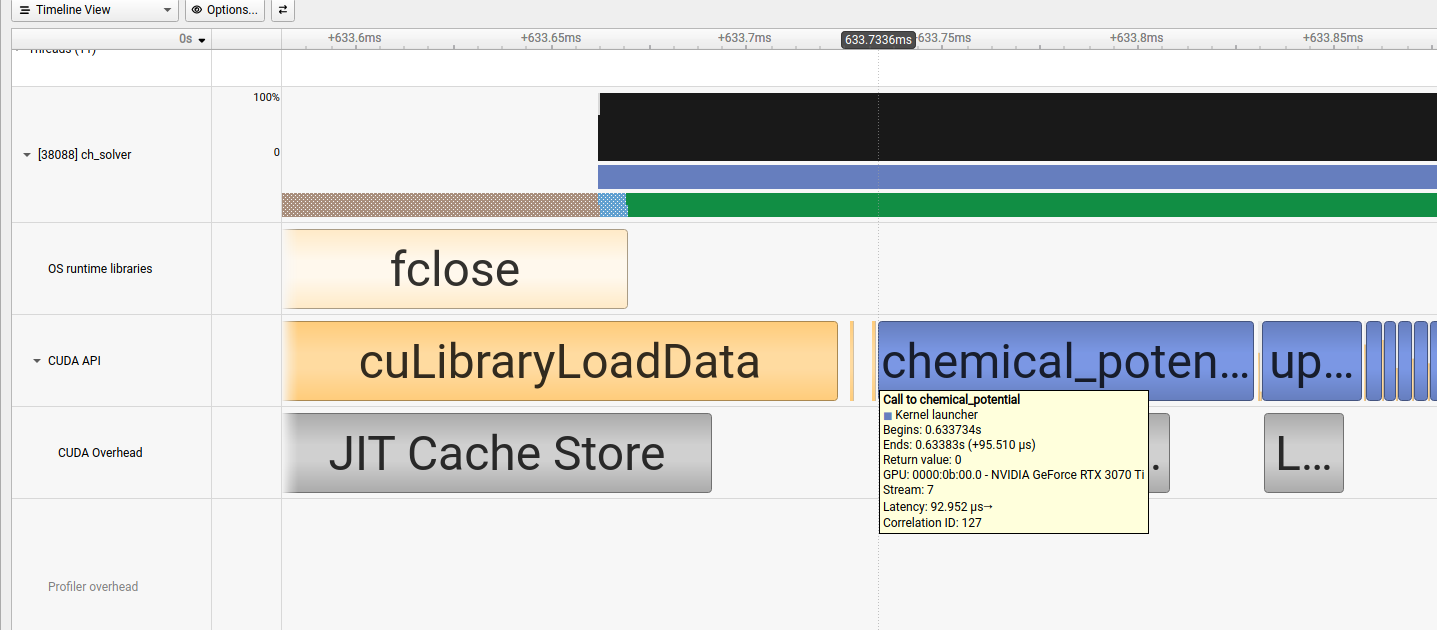 Timeline View
Options...
0s
+633.6ms
+633.65ms
+633.7ms
633.7336ms
+633.75ms
+633.8ms
+633.85ms
Threads (11)
100%
0
[38088] ch_solver
OS runtime libraries
fclose
CUDA API
cuLibraryLoadData
chemical_poten...
up...
CUDA Overhead
JIT Cache Store
.
L...
Call to chemical_potential
Kernel launcher
Begins: 0.633734s
Ends: 0.63383s (+95.510 μs)
Return value: 0
GPU: 0000:0b:00.0 - NVIDIA GeForce RTX 3070 Ti
Stream: 7
Latency: 92.952 μs→
Correlation ID: 127
Profiler overhead